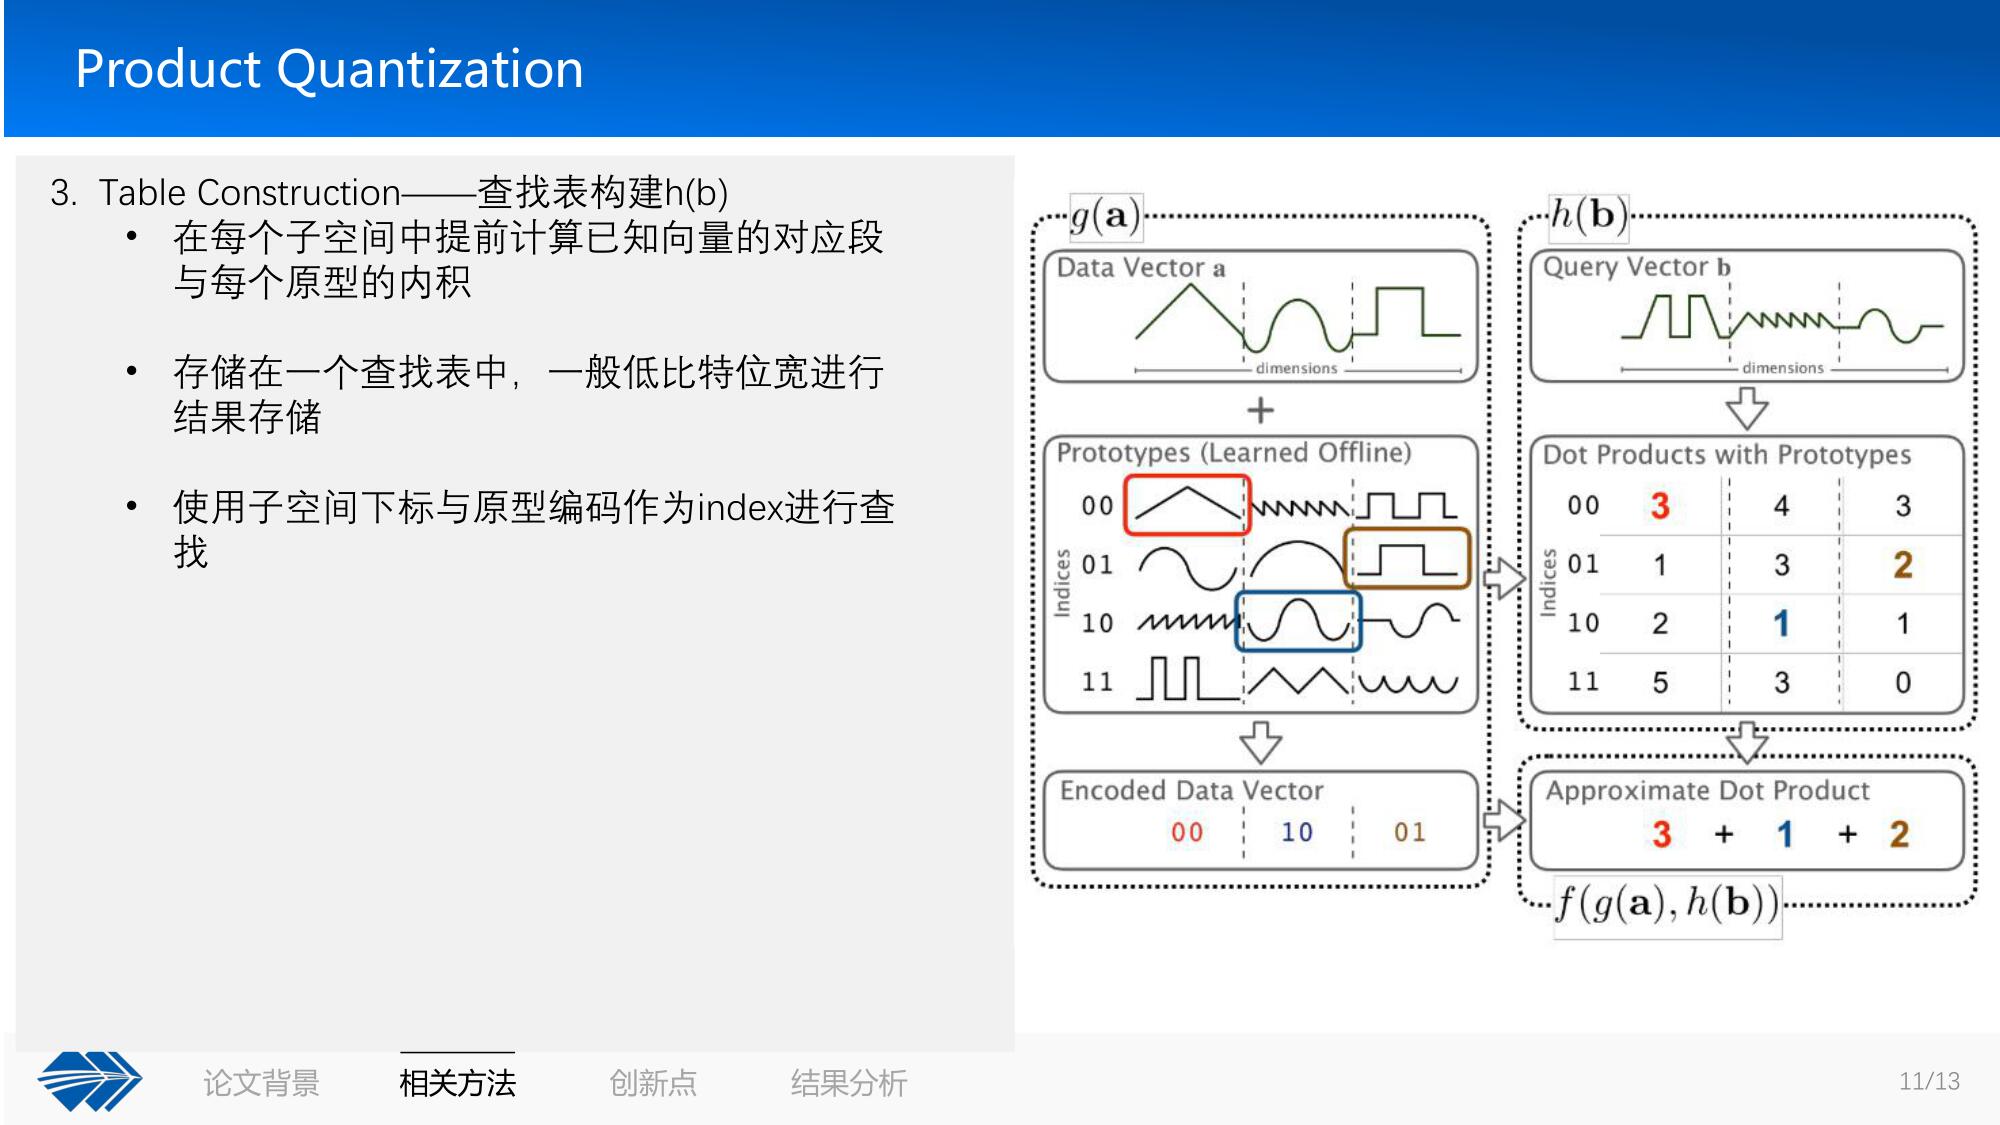 Product Quantization
3. Table Construction——查找表构建h(b)
• 在每个子空间中提前计算已知向量的对应段
与每个原型的内积
• 存储在一个查找表中，一般低比特位宽进行
结果存储
• 使用子空间下标与原型编码作为index进行查
找
g(a)
Data Vector a
dimensions
+
Prototypes (Learned Offline)
Indices
00
01
10
11
Encoded Data Vector
00 10 01
h(b)
Query Vector b
dimensions
Dot Products with Prototypes
Indices
00 3 4 3
01 1 3 2
10 2 1 1
11 5 3 0
Approximate Dot Product
3 + 1 + 2
f(g(a), h(b))
论文背景 相关方法 创新点 结果分析
11/13